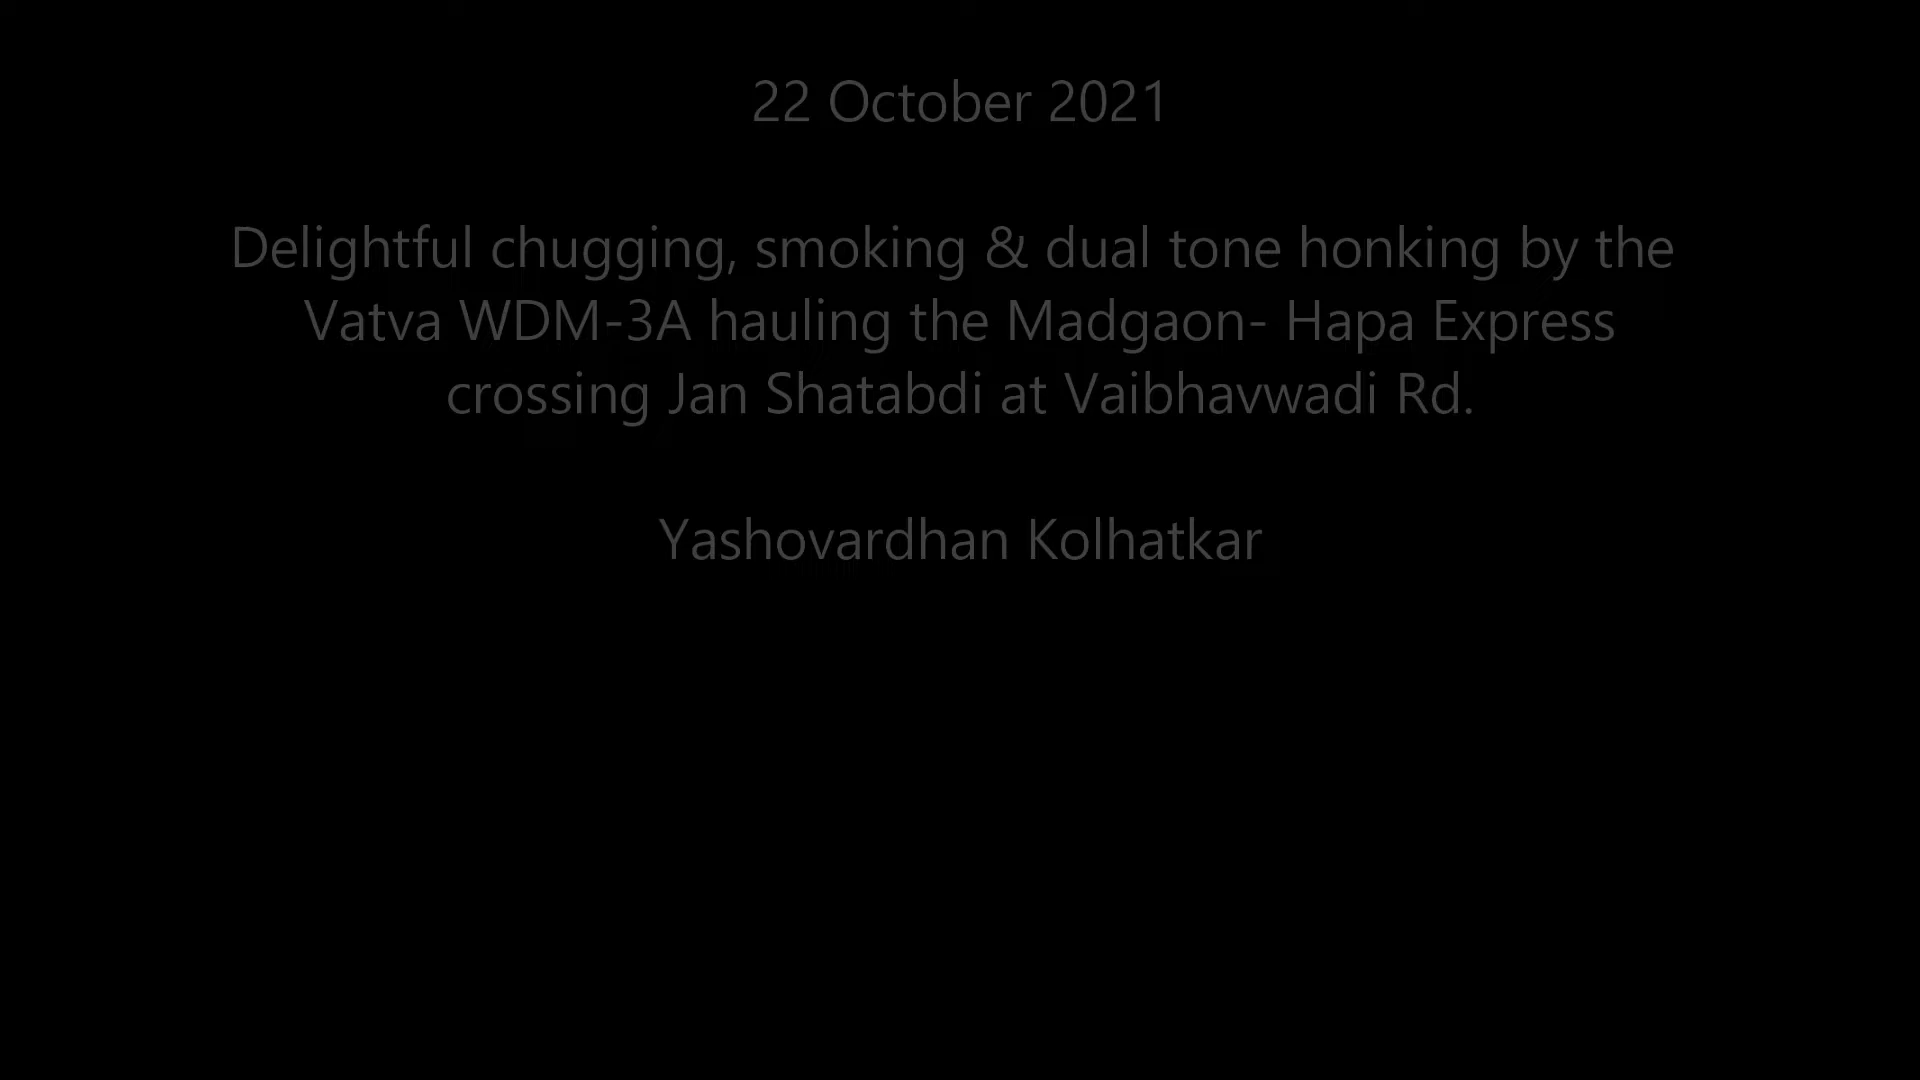 22 October 2021
Delightful chugging, smoking & dual tone honking by the
Vatva WDM-3A hauling the Madgaon- Hapa Express
crossing Jan Shatabdi at Vaibhavwadi Rd.
Yashovardhan Kolhatkar